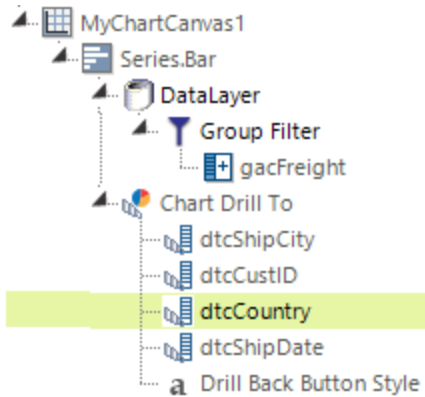 MyChartCanvas1
Series.Bar
DataLayer
Group Filter
gacFreight
Chart Drill To
dtcShipCity
dtcCustID
dtcCountry
dtcShipDate
a Drill Back Button Style